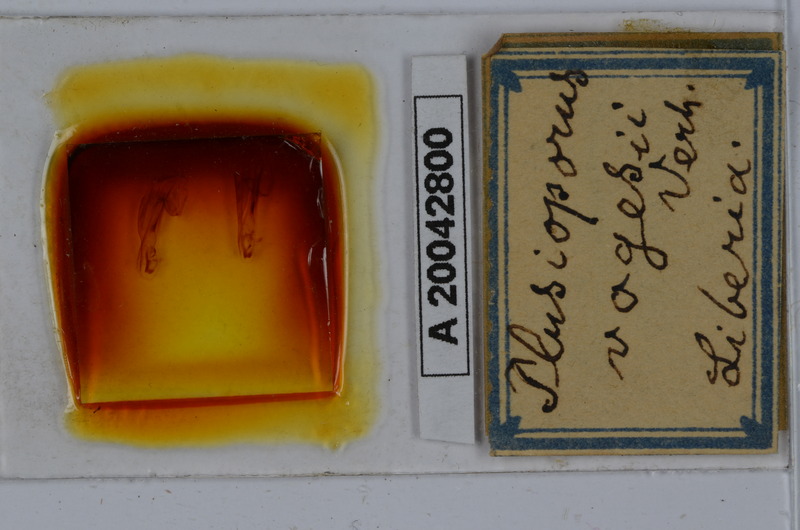 A 20042800
Plusioporus
vogesii
Verh.
Liberia.